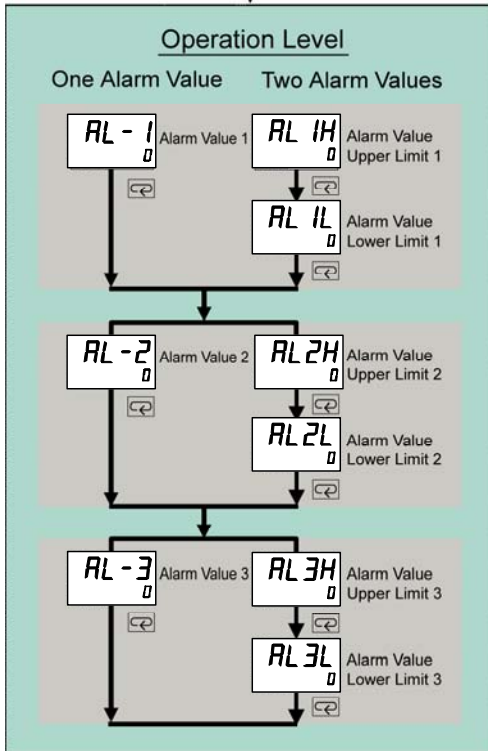 Operation Level
One Alarm Value Two Alarm Values
AL-1
0
Alarm Value 1
AL1H
0
Alarm Value
Upper Limit 1
AL1L
0
Alarm Value
Lower Limit 1
AL-2
0
Alarm Value 2
AL2H
0
Alarm Value
Upper Limit 2
AL2L
0
Alarm Value
Lower Limit 2
AL-3
0
Alarm Value 3
AL3H
0
Alarm Value
Upper Limit 3
AL3L
0
Alarm Value
Lower Limit 3